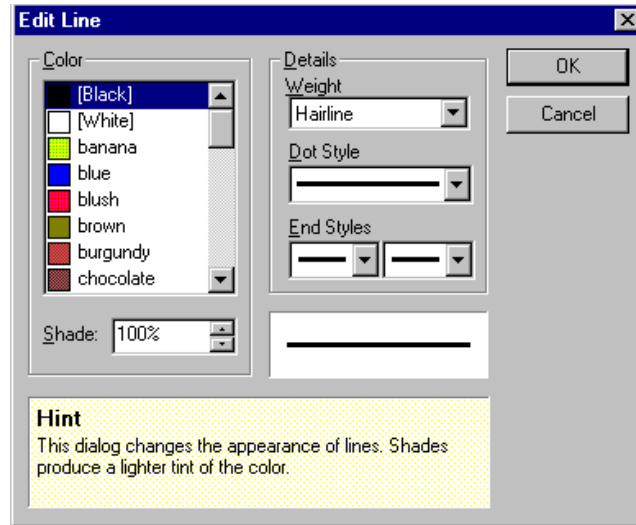 Edit Line
Color
[Black]
[White]
banana
blue
blush
brown
burgundy
chocolate
Shade: 100%
Details
Weight
Hairline
Dot Style
End Styles
OK
Cancel
Hint
This dialog changes the appearance of lines. Shades
produce a lighter tint of the color.